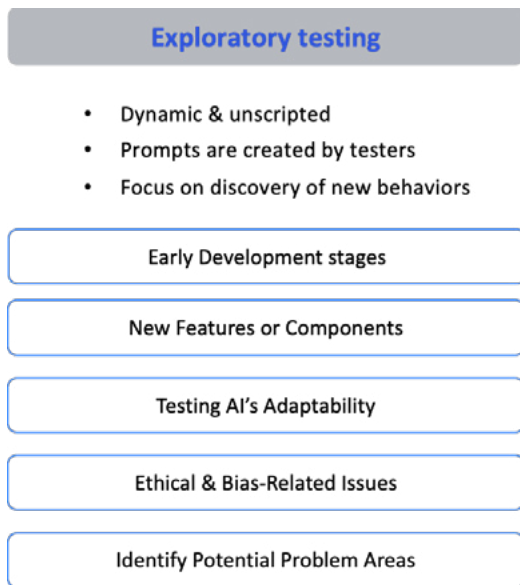 Exploratory testing
• Dynamic & unscripted
• Prompts are created by testers
• Focus on discovery of new behaviors
Early Development stages
New Features or Components
Testing AI's Adaptability
Ethical & Bias-Related Issues
Identify Potential Problem Areas